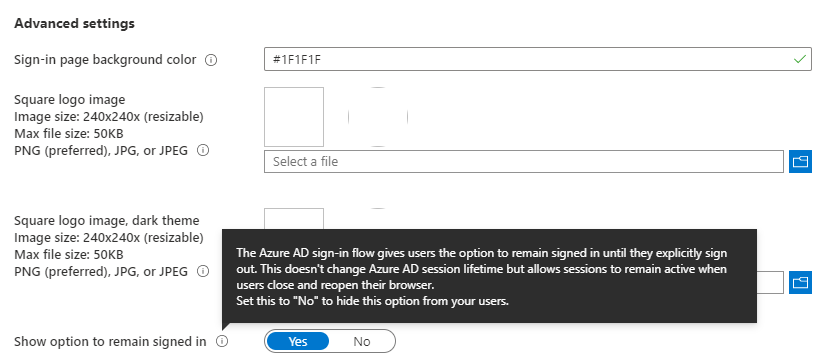 Advanced settings
Sign-in page background color
#1F1F1F
Square logo image
Image size: 240x240x (resizable)
Max file size: 50KB
PNG (preferred), JPG, or JPEG
Select a file
Square logo image, dark theme
Image size: 240x240x (resizable)
Max file size: 50KB
PNG (preferred), JPG, or JPEG
The Azure AD sign-in flow gives users the option to remain signed in until they explicitly sign
out. This doesn't change Azure AD session lifetime but allows sessions to remain active when
users close and reopen their browser.
Set this to "No" to hide this option from your users.
Show option to remain signed in
Yes
No